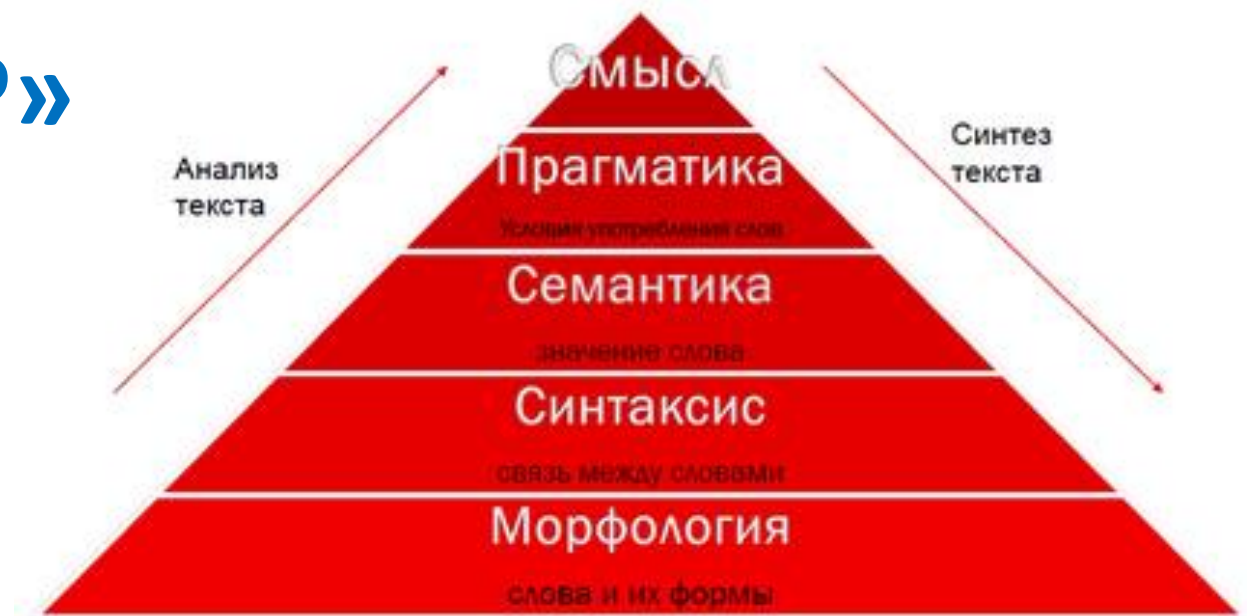 »
Смысл
Анализ
текста
Синтез
текста
Прагматика
Условия употребления слов
Семантика
значение слова
Синтаксис
связь между словами
Морфология
слова и их формы